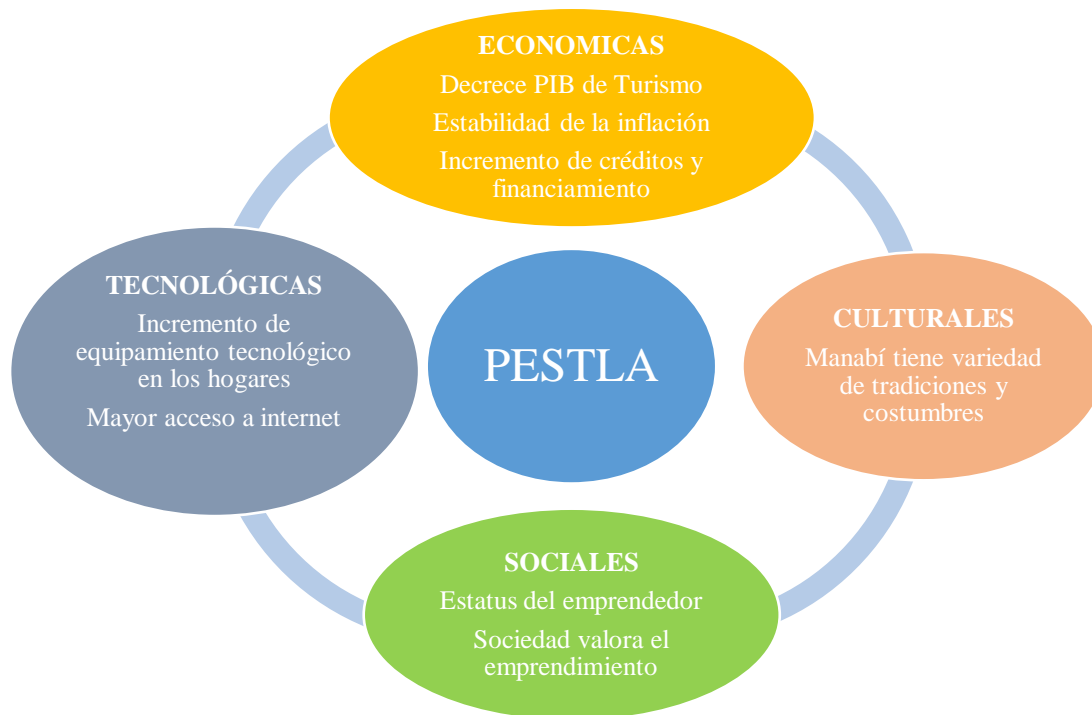 ECONOMICAS
Decrece PIB de Turismo
Estabilidad de la inflación
Incremento de créditos y
financiamiento
TECNOLÓGICAS
Incremento de
equipamiento tecnológico
en los hogares
Mayor acceso a internet
PESTLA
CULTURALES
Manabí tiene variedad
de tradiciones y
costumbres
SOCIALES
Estatus del emprendedor
Sociedad valora el
emprendimiento